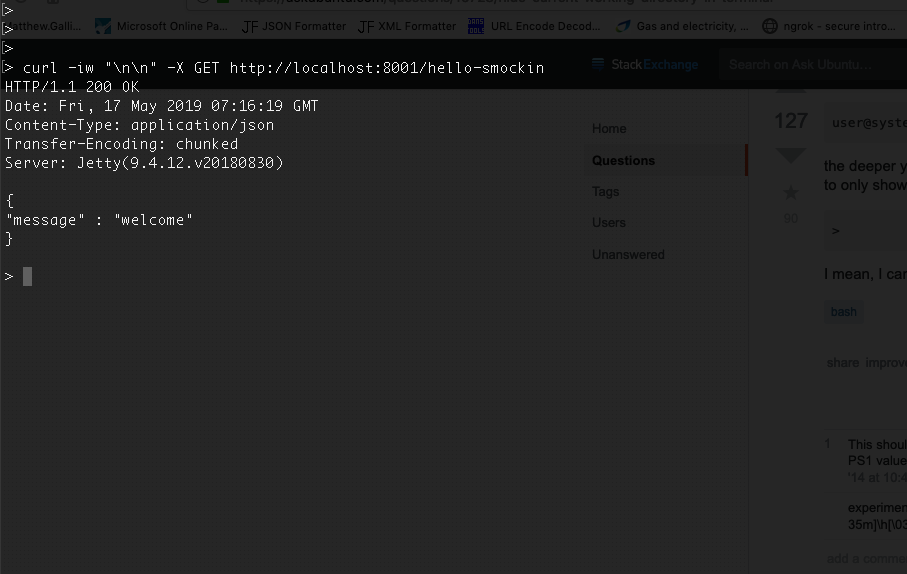 >
>
atthew.Galli...
Microsoft Online Pa...
JSON Formatter
XML Formatter
URL Encode Decod...
Gas and electricity, ...
ngrok – secure intro...
>
> curl -iw "\n\n" -X GET http://localhost:8001/hello-smockin
HTTP/1.1 200 OK
Date: Fri, 17 May 2019 07:16:19 GMT
Content-Type: application/json
Transfer-Encoding: chunked
Server: Jetty(9.4.12.v20180830)
{
"message" : "welcome"
}
>
StackExchange
Search on Ask Ubuntu...
Home
Questions
Tags
Users
Unanswered
127
90
user@syste
the deeper y
to only show
>
I mean, I car
bash
share improve
1
This shoul
PS1 value
'14 at 10:4
experimen
35m]\h[\03
add a comme